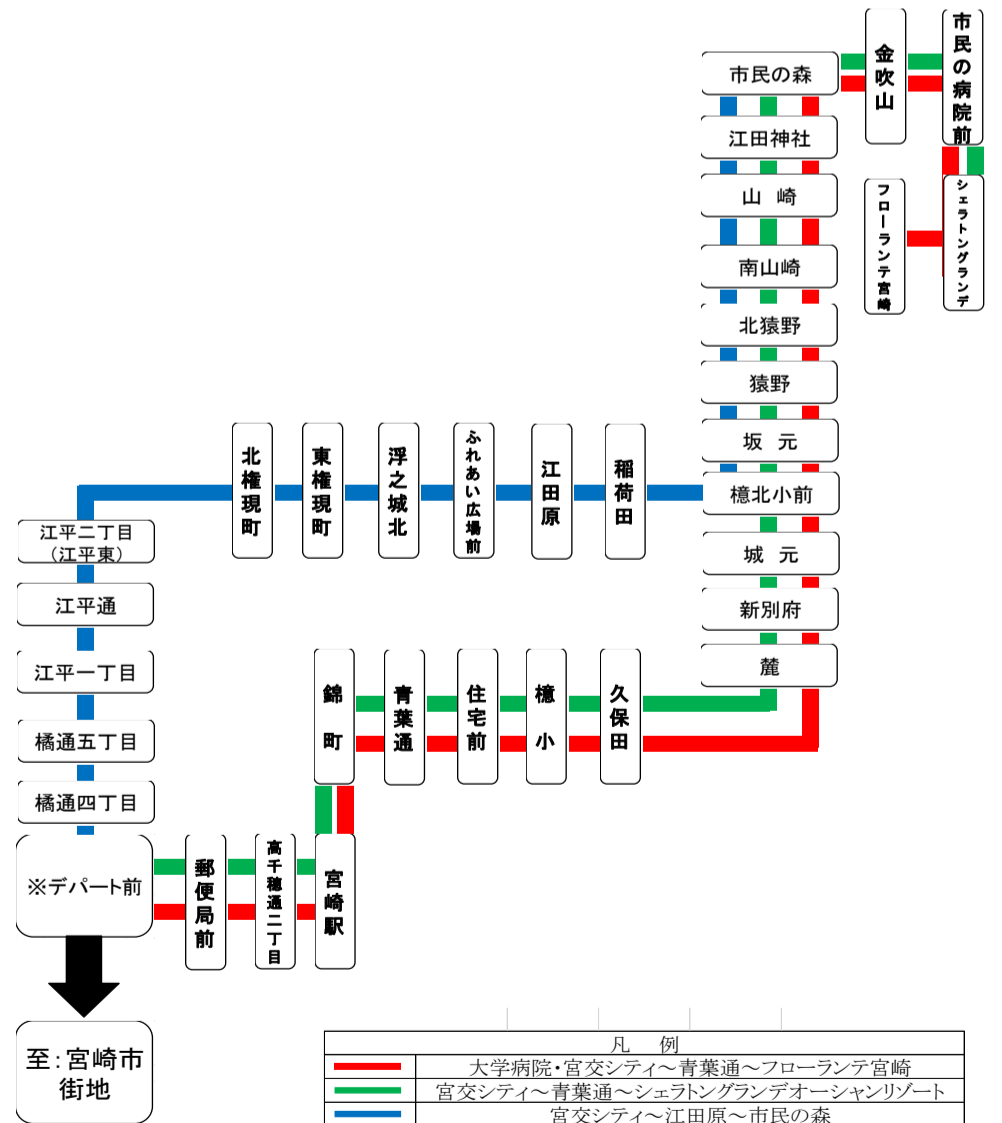 市民の病院前
金吹山
市民の森
江田神社
山 崎
フローランテ宮崎
シェラトングランデ
南山崎
北猿野
猿野
坂 元
北権現町
東権現町
浮之城北
ふれあい広場前
江田原
稲荷田
檍北小前
江平二丁目
（江平東）
城 元
江平通
新別府
江平一丁目
麓
錦 町
青葉通
住宅前
檍 小
久保田
橘通五丁目
橘通四丁目
※デパート前
郵便局前
高千穂通二丁目
宮崎駅
至：宮崎市
街地
凡 例
大学病院・宮交シティ～青葉通～フローランテ宮崎
宮交シティ～青葉通～シェラトングランデオーシャンリゾート
宮交シティ～江田原～市民の森